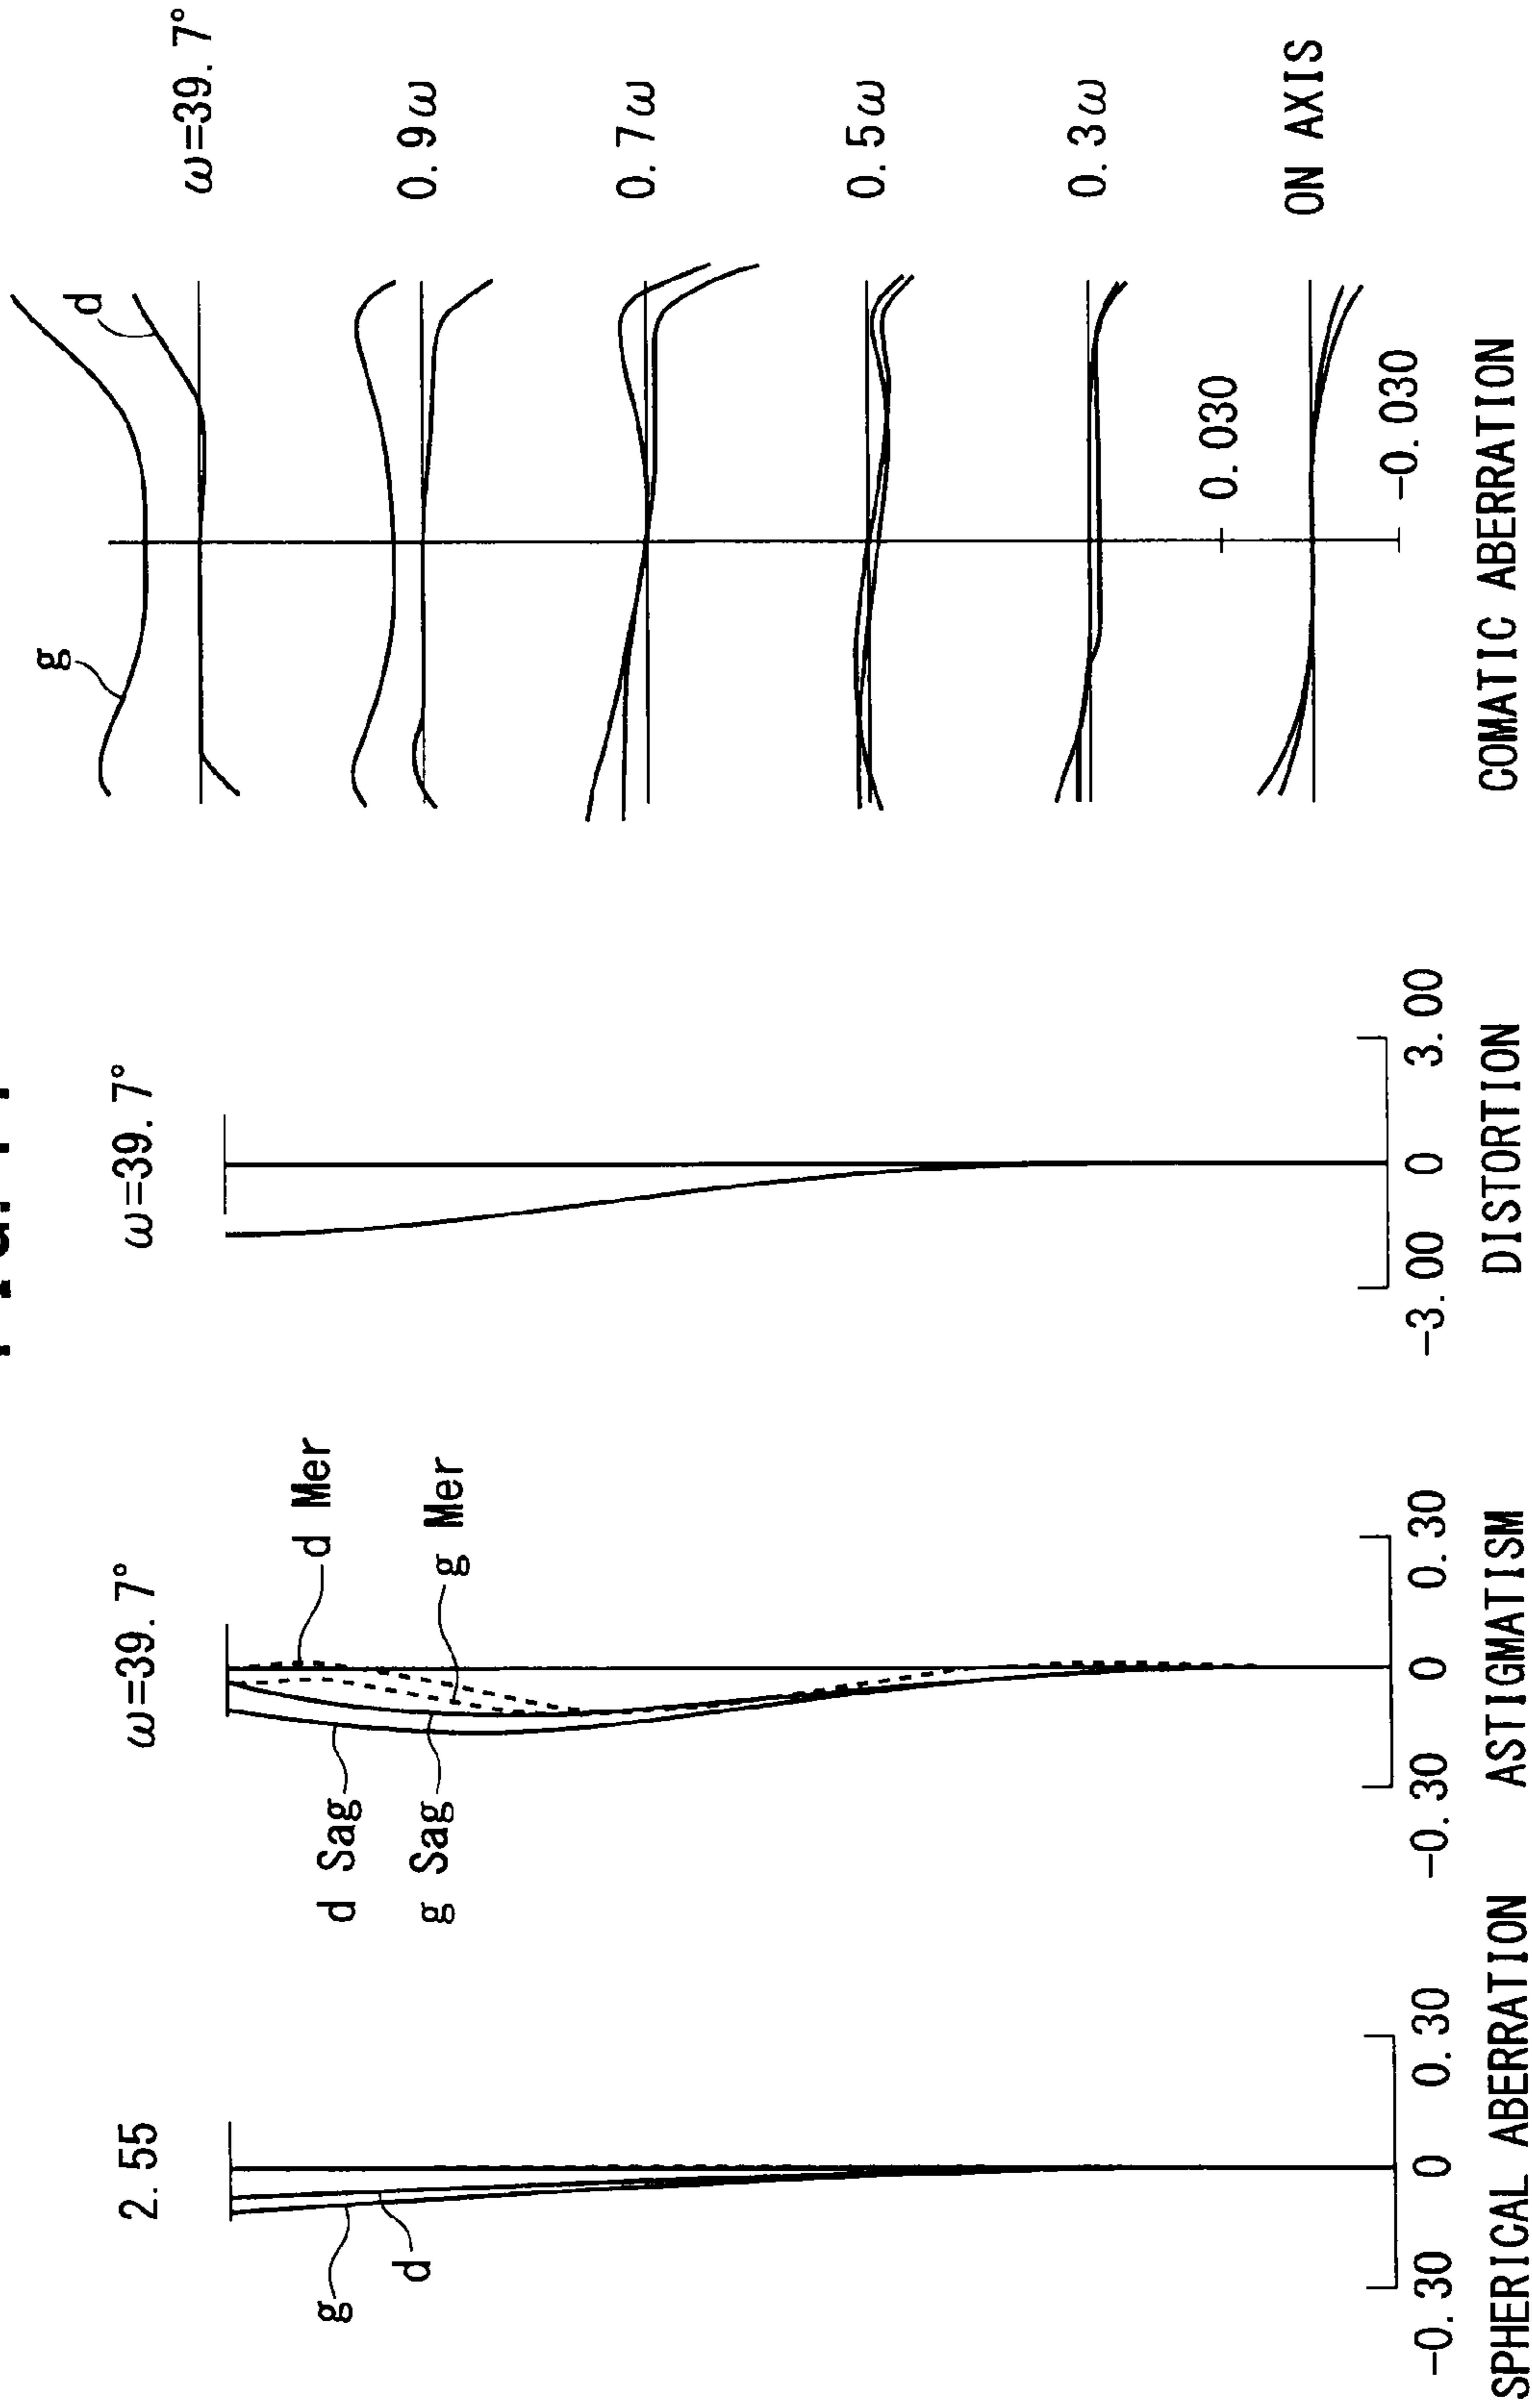 2.55
g
d
-0.30
0
0.30
SPHERICAL ABERRATION
ω=39.7°
d Sag
g Sag
d Mer
g Mer
-0.30
0
0.30
ASTIGMATISM
ω=39.7°
-3.00
0
3.00
DISTORTION
g
d
ω=39.7°
0.9ω
0.7ω
0.5ω
0.3ω
0.030
ON AXIS
-0.030
COMATIC ABERRATION